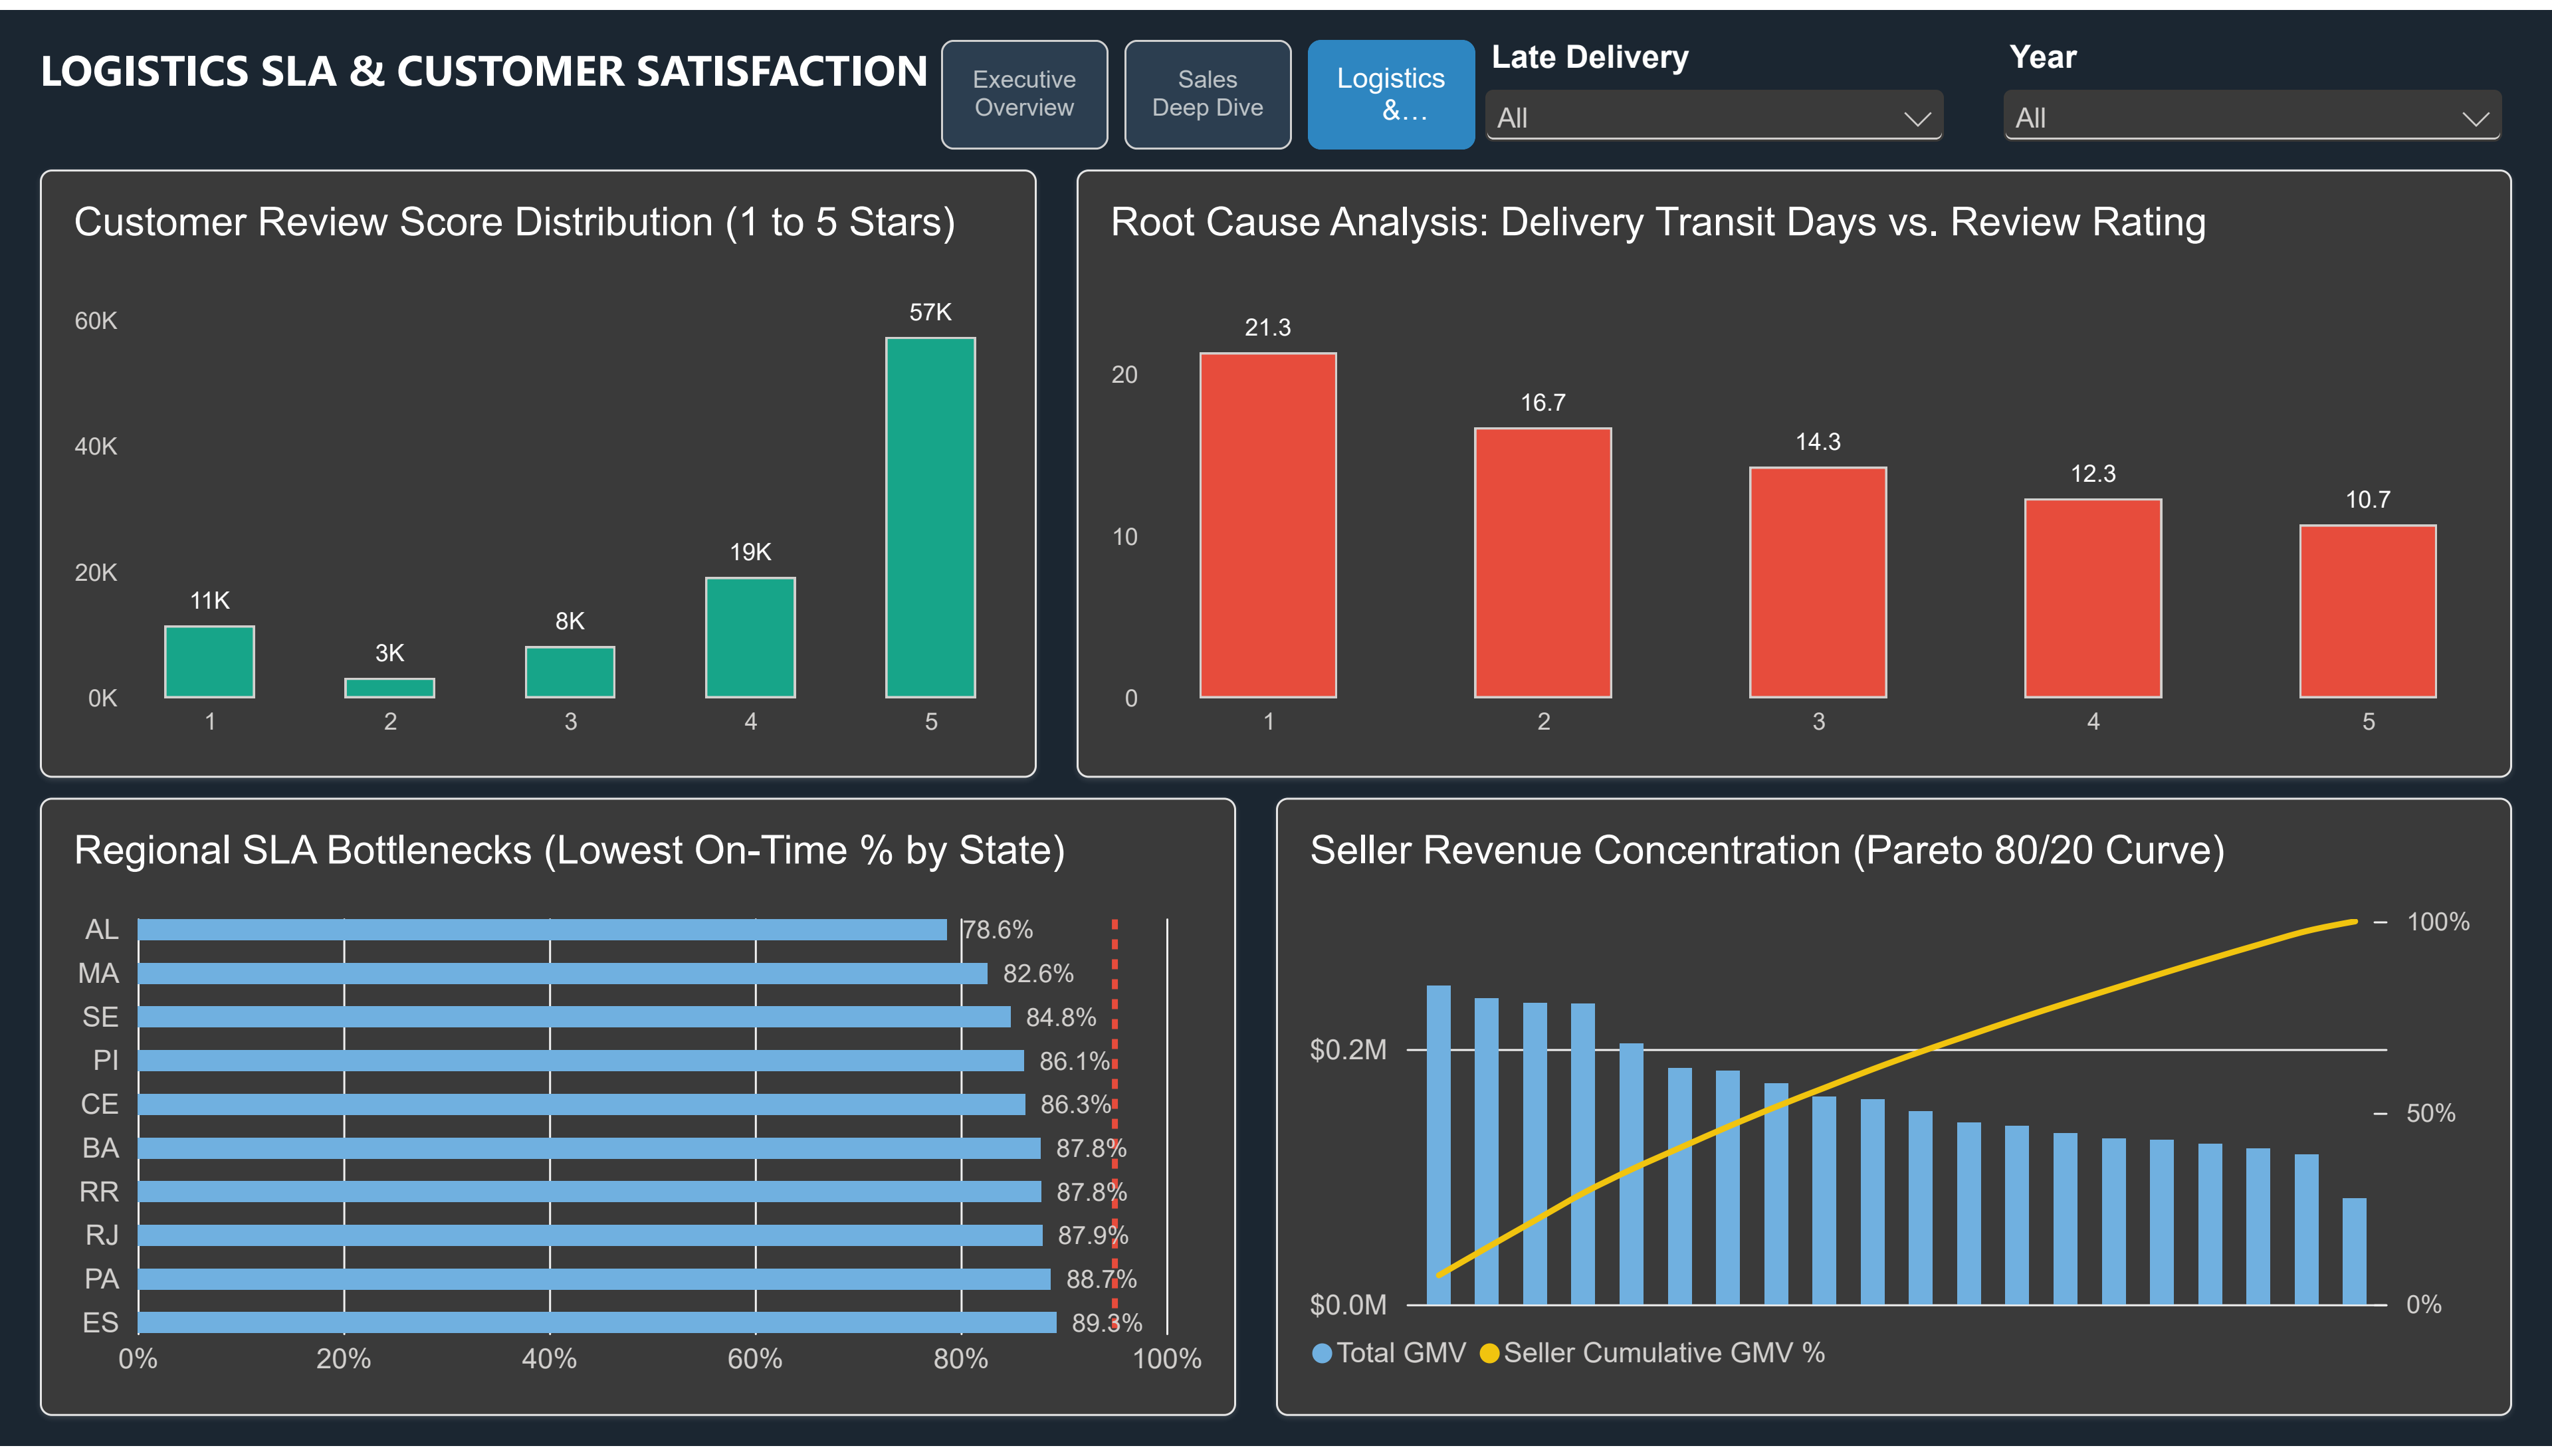 LOGISTICS SLA & CUSTOMER SATISFACTION
Executive
Overview
Sales
Deep Dive
Logistics
&...
Late Delivery
All
Year
All
Customer Review Score Distribution (1 to 5 Stars)
60K
40K
20K
0K
11K
3K
8K
19K
57K
1
2
3
4
5
Root Cause Analysis: Delivery Transit Days vs. Review Rating
20
10
0
21.3
16.7
14.3
12.3
10.7
1
2
3
4
5
Regional SLA Bottlenecks (Lowest On-Time % by State)
AL 78.6%
MA 82.6%
SE 84.8%
PI 86.1%
CE 86.3%
BA 87.8%
RR 87.8%
RJ 87.9%
PA 88.7%
ES 89.3%
0% 20% 40% 60% 80% 100%
Seller Revenue Concentration (Pareto 80/20 Curve)
$0.2M
$0.0M
100%
50%
0%
Total GMV
Seller Cumulative GMV %